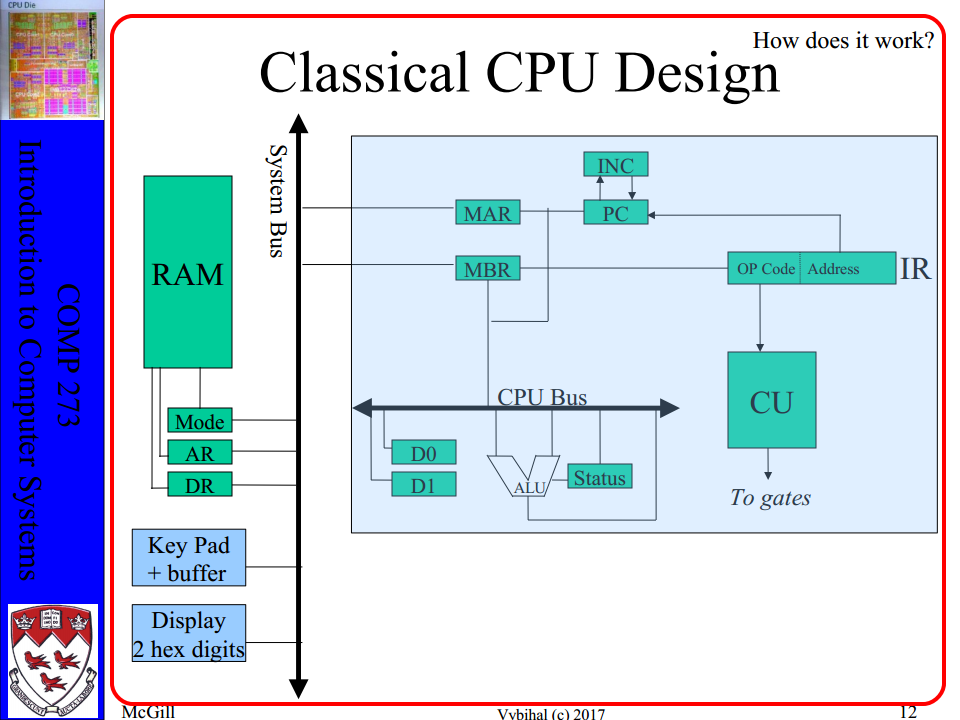 CPU Die
How does it work?
Classical CPU Design
COMP 273
Introduction to Computer Systems
System Bus
RAM
Mode
AR
DR
Key Pad
+ buffer
Display
2 hex digits
INC
MAR
PC
MBR
OP Code
Address
IR
CPU Bus
CU
D0
D1
ALU
Status
To gates
McGill
Vybihal (c) 2017
12